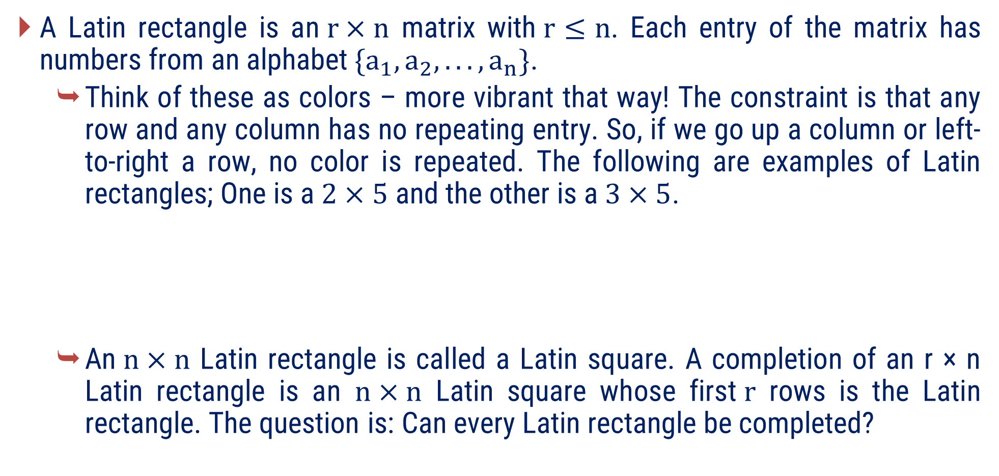 A Latin rectangle is an r × n matrix with r ≤ n. Each entry of the matrix has
numbers from an alphabet {a₁, a₂, . . . , aₙ}.
Think of these as colors – more vibrant that way! The constraint is that any
row and any column has no repeating entry. So, if we go up a column or left-
to-right a row, no color is repeated. The following are examples of Latin
rectangles; One is a 2 × 5 and the other is a 3 × 5.
An n × n Latin rectangle is called a Latin square. A completion of an r × n
Latin rectangle is an n × n Latin square whose first r rows is the Latin
rectangle. The question is: Can every Latin rectangle be completed?